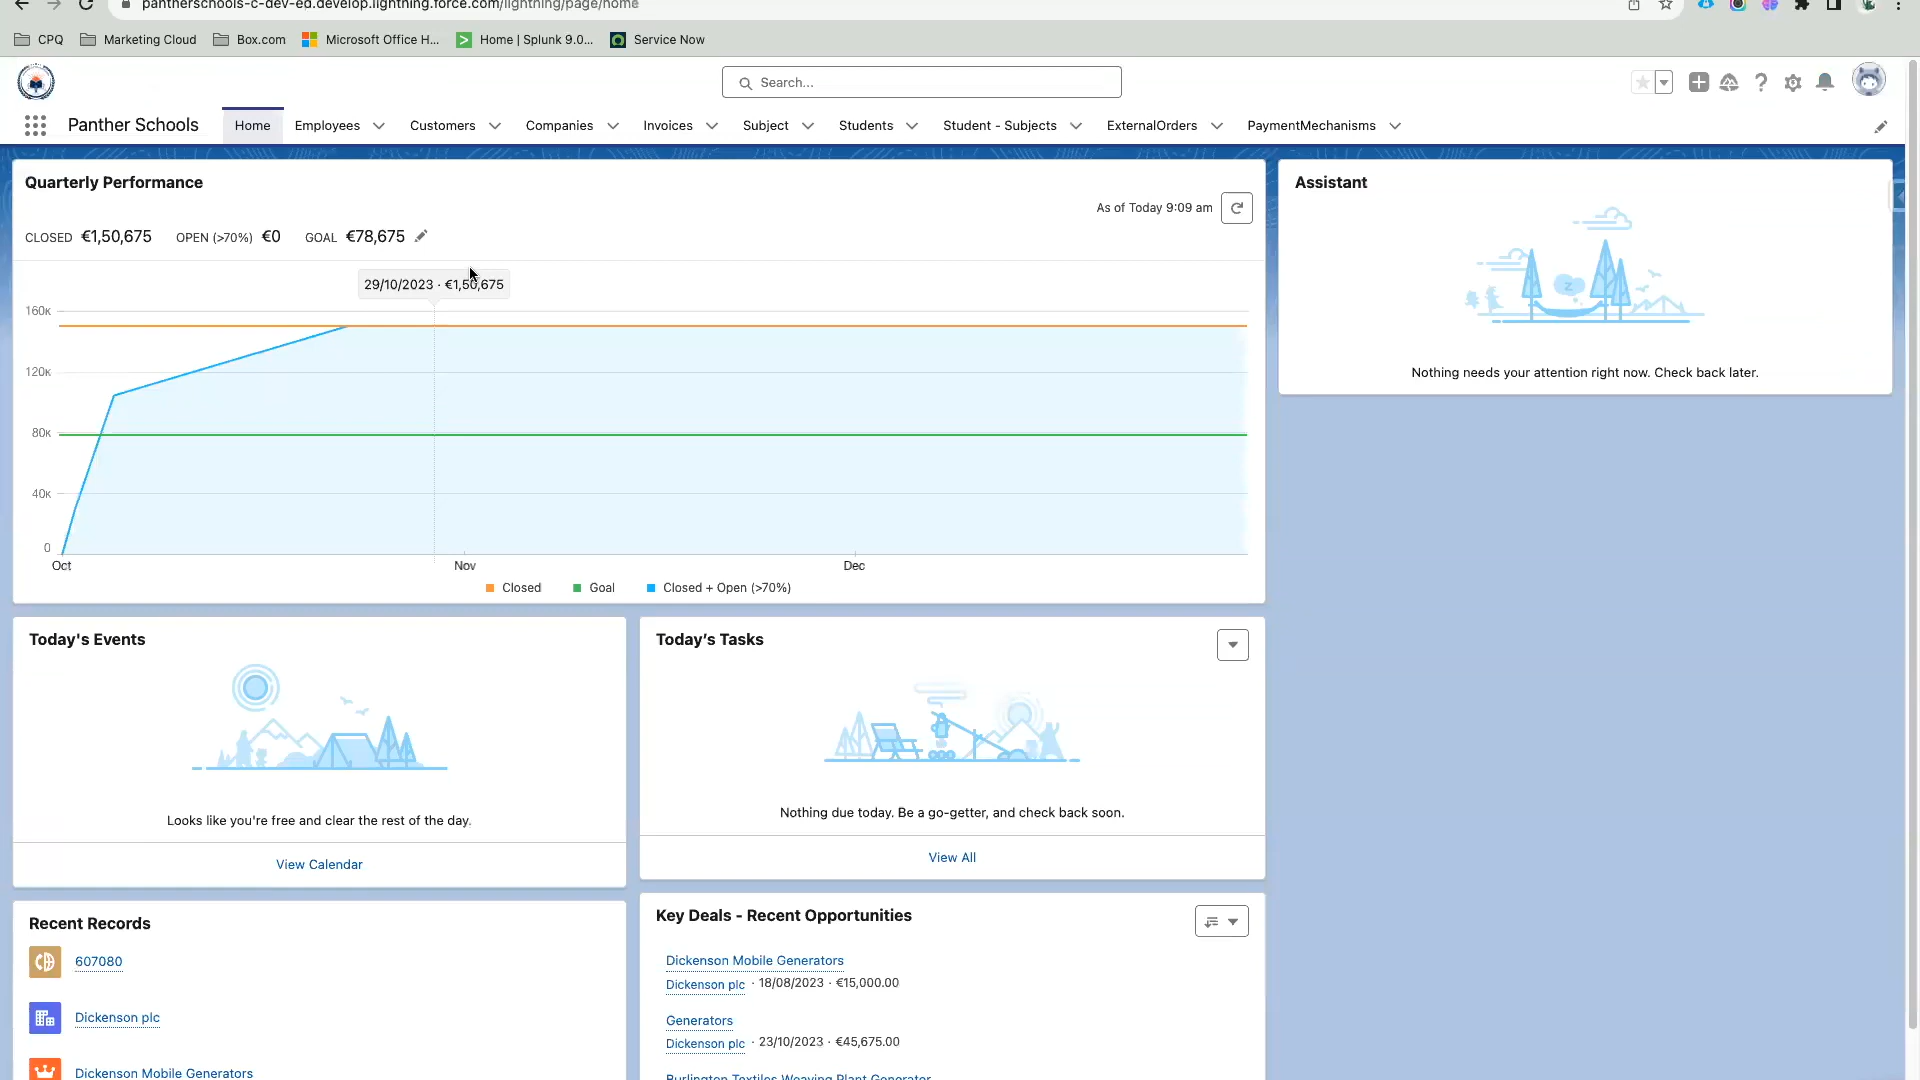 pantherschools-c-dev-ed.develop.lightning.force.com/lightning/page/home
CPQ Marketing Cloud Box.com Microsoft Office H... Home | Splunk 9.0... Service Now
Search...
Panther Schools Home Employees Customers Companies Invoices Subject Students Student - Subjects ExternalOrders PaymentMechanisms
Quarterly Performance
As of Today 9:09 am
CLOSED €1,50,675 OPEN (>70%) €0 GOAL €78,675
29/10/2023 · €1,50,675
160K
120K
80K
40K
0
Oct Nov Dec
Closed Goal Closed + Open (>70%)
Assistant
Z
Nothing needs your attention right now. Check back later.
Today's Events
Looks like you're free and clear the rest of the day.
View Calendar
Today's Tasks
Nothing due today. Be a go-getter, and check back soon.
View All
Recent Records
607080
Dickenson plc
Dickenson Mobile Generators
Key Deals - Recent Opportunities
Dickenson Mobile Generators
Dickenson plc · 18/08/2023 · €15,000.00
Generators
Dickenson plc · 23/10/2023 · €45,675.00
Burlington Textiles Weaving Plant Generator